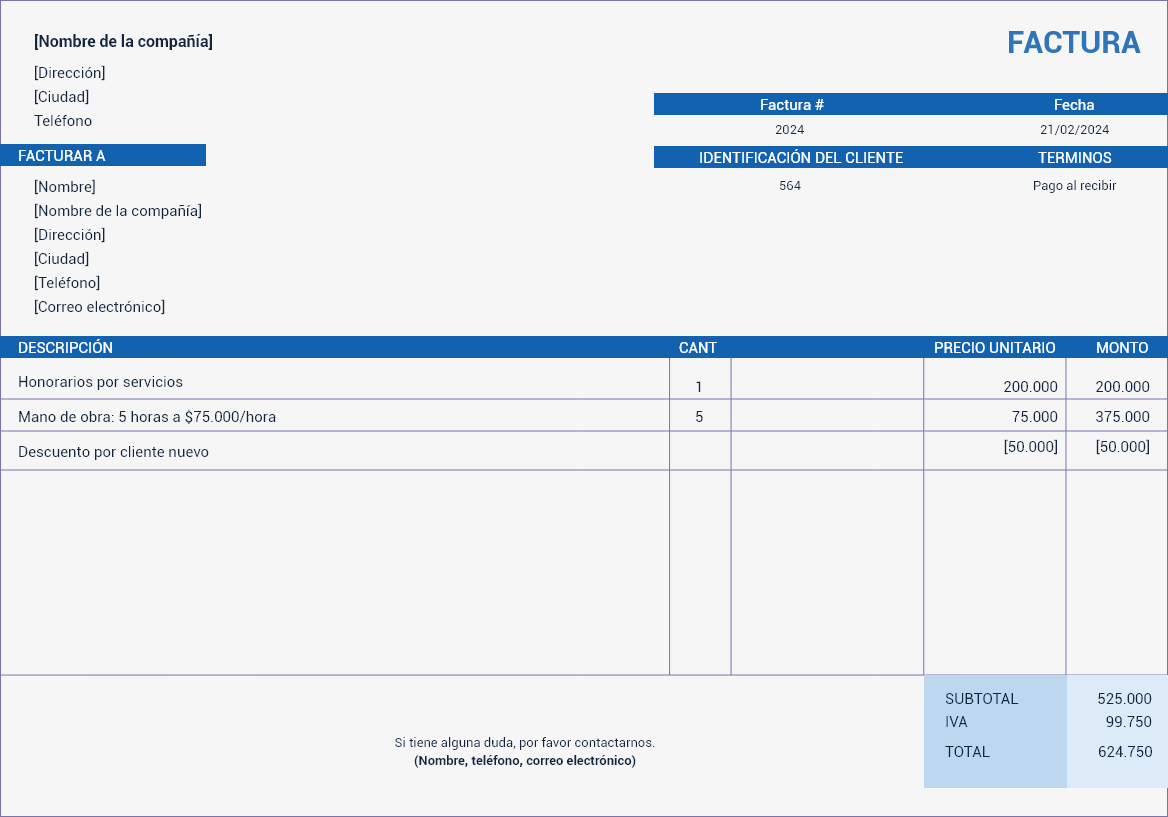 [Nombre de la compañía]
FACTURA
[Dirección]
[Ciudad]
Teléfono
Factura # Fecha
2024 21/02/2024
FACTURAR A
IDENTIFICACIÓN DEL CLIENTE TERMINOS
564 Pago al recibir
[Nombre]
[Nombre de la compañía]
[Dirección]
[Ciudad]
[Teléfono]
[Correo electrónico]
DESCRIPCIÓN CANT PRECIO UNITARIO MONTO
Honorarios por servicios 1 200.000 200.000
Mano de obra: 5 horas a $75.000/hora 5 75.000 375.000
Descuento por cliente nuevo [50.000] [50.000]
SUBTOTAL 525.000
IVA 99.750
TOTAL 624.750
Si tiene alguna duda, por favor contactarnos.
(Nombre, teléfono, correo electrónico)